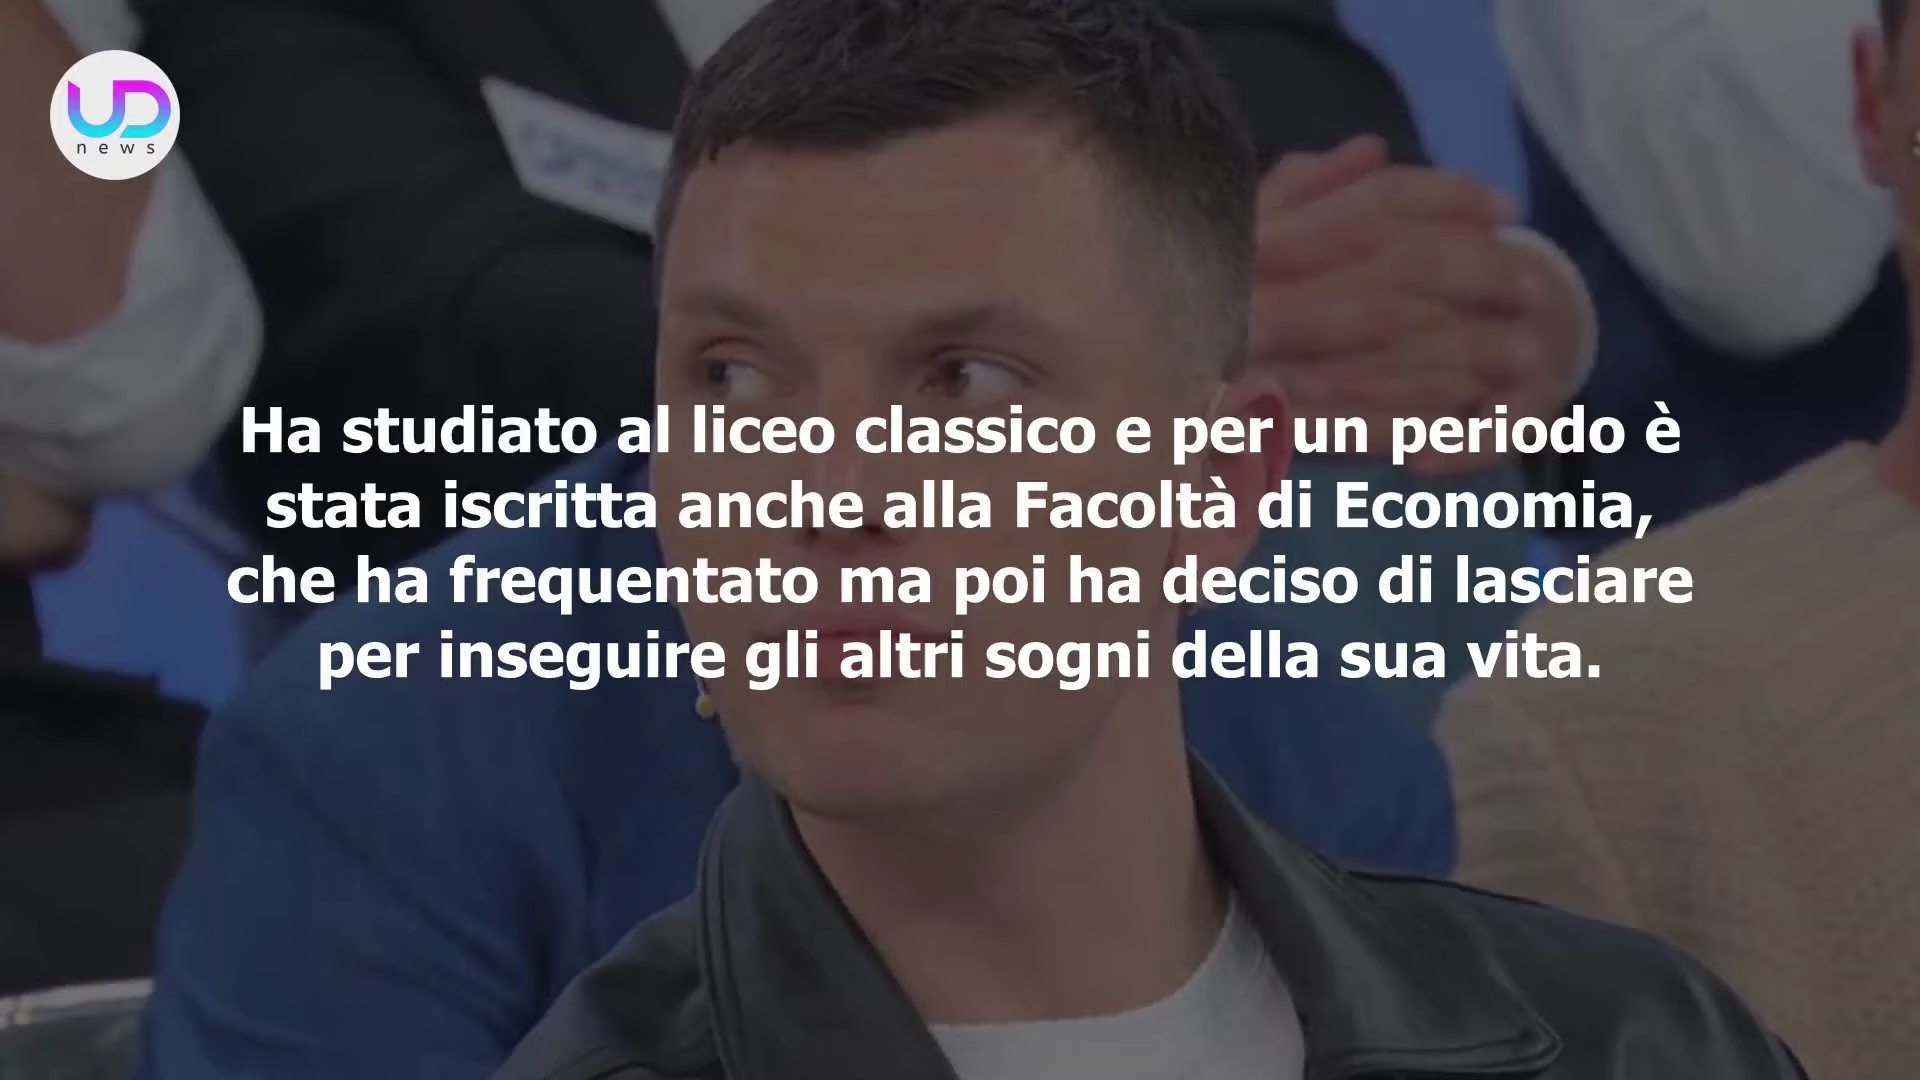 UD
news
Ha studiato al liceo classico e per un periodo è
stata iscritta anche alla Facoltà di Economia,
che ha frequentato ma poi ha deciso di lasciare
per inseguire gli altri sogni della sua vita.